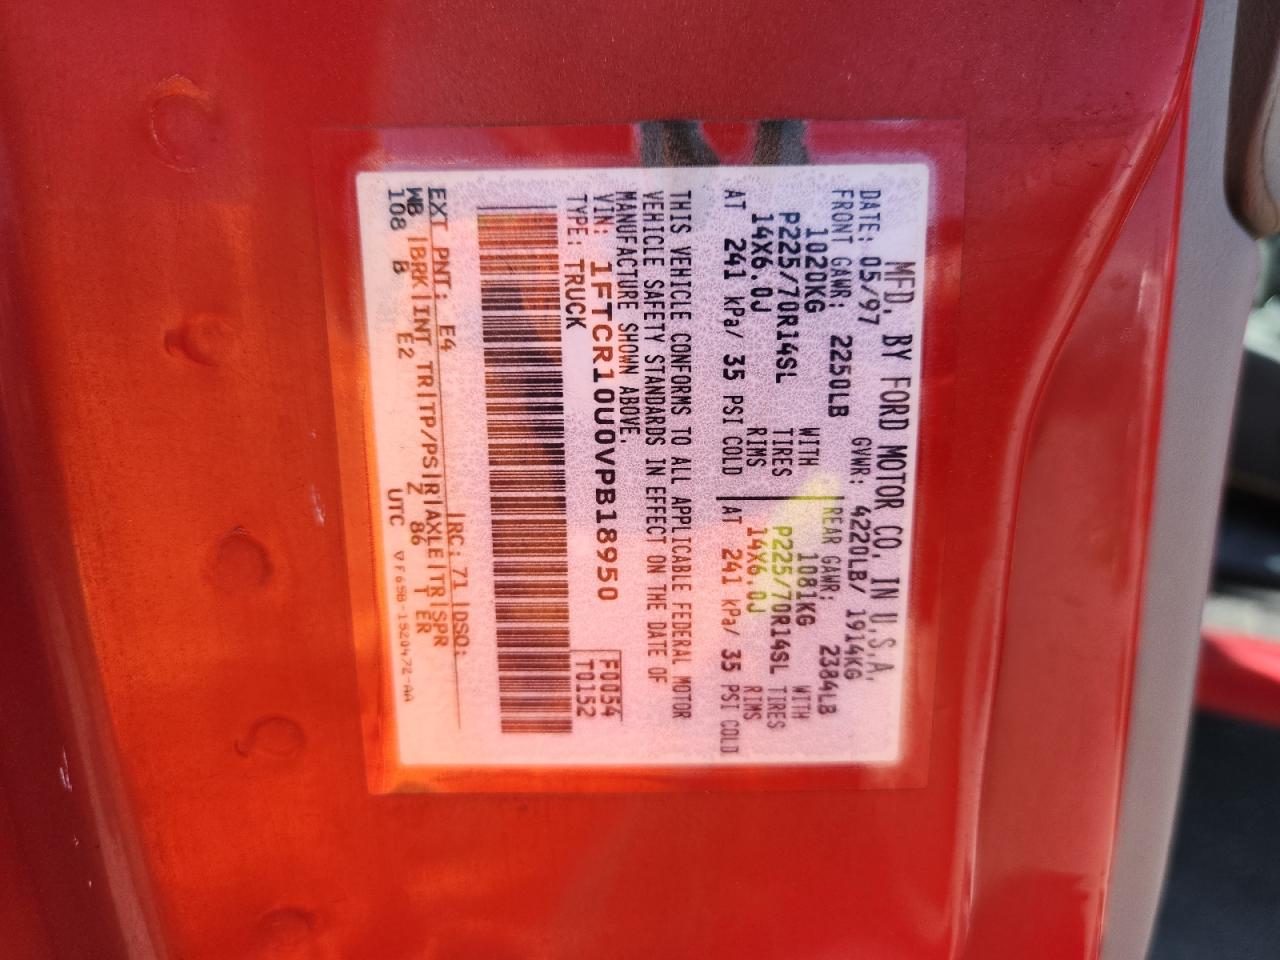 MFD. BY FORD MOTOR CO. IN U.S.A.
DATE: 05/97 GVWR: 4220LB/ 1914KG
FRONT GAWR: 2250LB REAR GAWR: 2384LB
1020KG WITH 1081KG WITH
P225/70R14SL TIRES P225/70R14SL TIRES
14X6.0J RIMS 14X6.0J RIMS
AT 241 kPa/ 35 PSI COLD AT 241 kPa/ 35 PSI COLD
THIS VEHICLE CONFORMS TO ALL APPLICABLE FEDERAL MOTOR
VEHICLE SAFETY STANDARDS IN EFFECT ON THE DATE OF
MANUFACTURE SHOWN ABOVE.
VIN: 1FTCR10U0VPB18950 F0054
TYPE: TRUCK T0152
EXT PNT: E4 RC: 71 DSO:
WB BRK INT TR TP/PS R AXLE TR SPR
108 B E2 Z 86 T ER
UTC